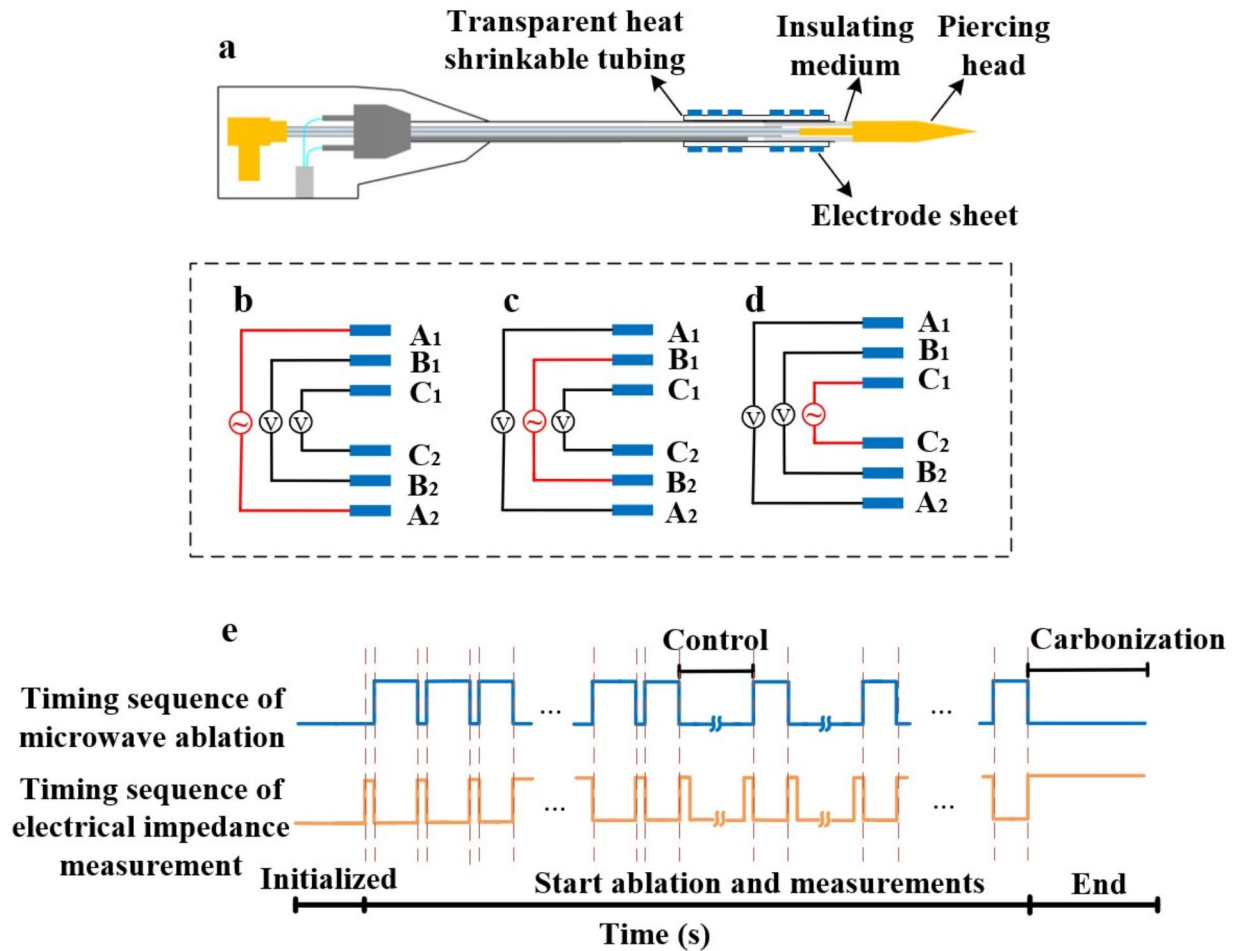 a
Transparent heat
shrinkable tubing
Insulating
medium
Piercing
head
Electrode sheet
b
A1
B1
C1
V
V
C2
B2
A2
c
A1
B1
C1
V
V
C2
B2
A2
d
A1
B1
C1
V
V
C2
B2
A2
e
Control
Carbonization
Timing sequence of
microwave ablation
...
...
Timing sequence of
electrical impedance
measurement
...
...
Initialized
Start ablation and measurements
End
Time (s)